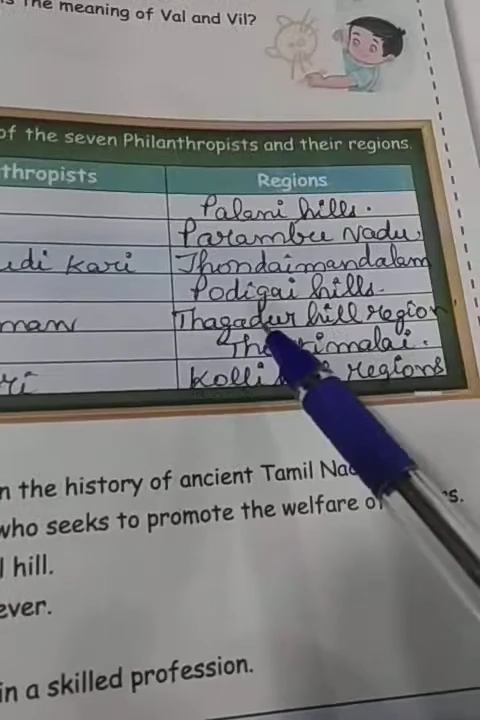 the meaning of Val and Vil?
of the seven Philanthropists and their regions.
thropists Regions
Palani hills.
Parambu Nadu,
udi Kari Thondaimandalam
Podigai hills.
man Thagadur hill region,
malai.
ri Kolli regions
n the history of ancient Tamil
who seeks to promote the welfare
hill.
ever.
in a skilled profession.